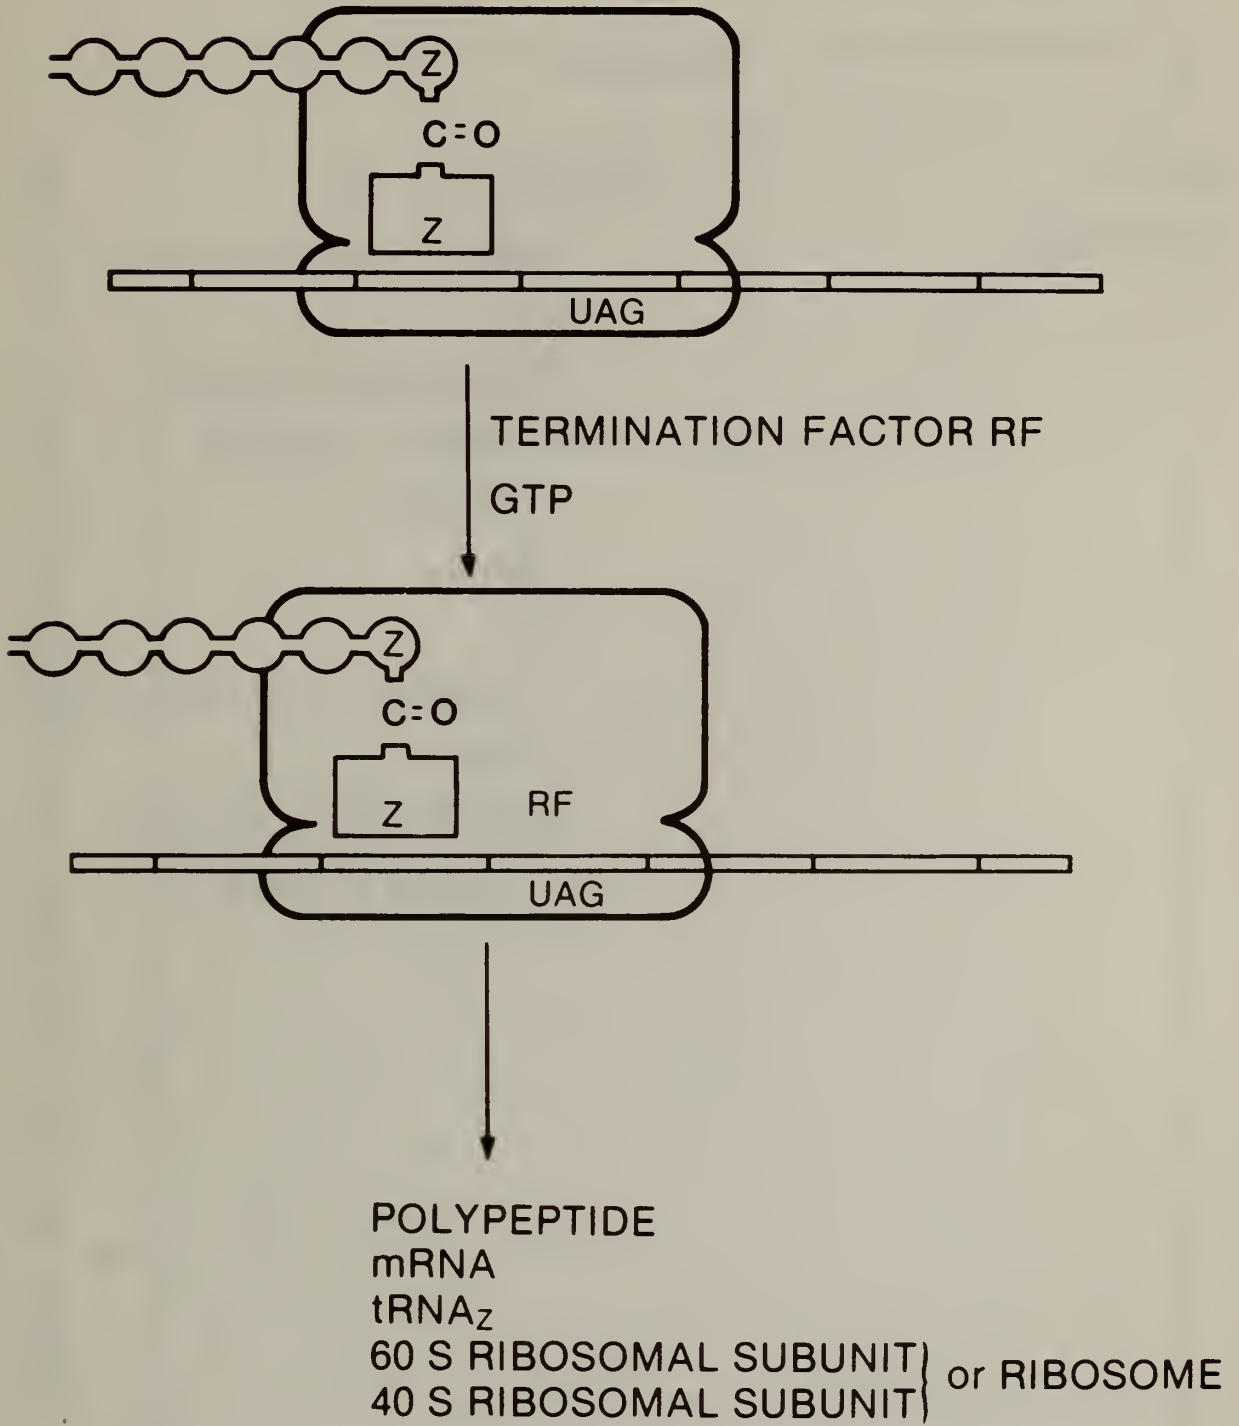 Z
C=O
Z
UAG
TERMINATION FACTOR RF
GTP
Z
C=O
Z RF
UAG
POLYPEPTIDE
mRNA
tRNAZ
60 S RIBOSOMAL SUBUNIT} or RIBOSOME
40 S RIBOSOMAL SUBUNIT}